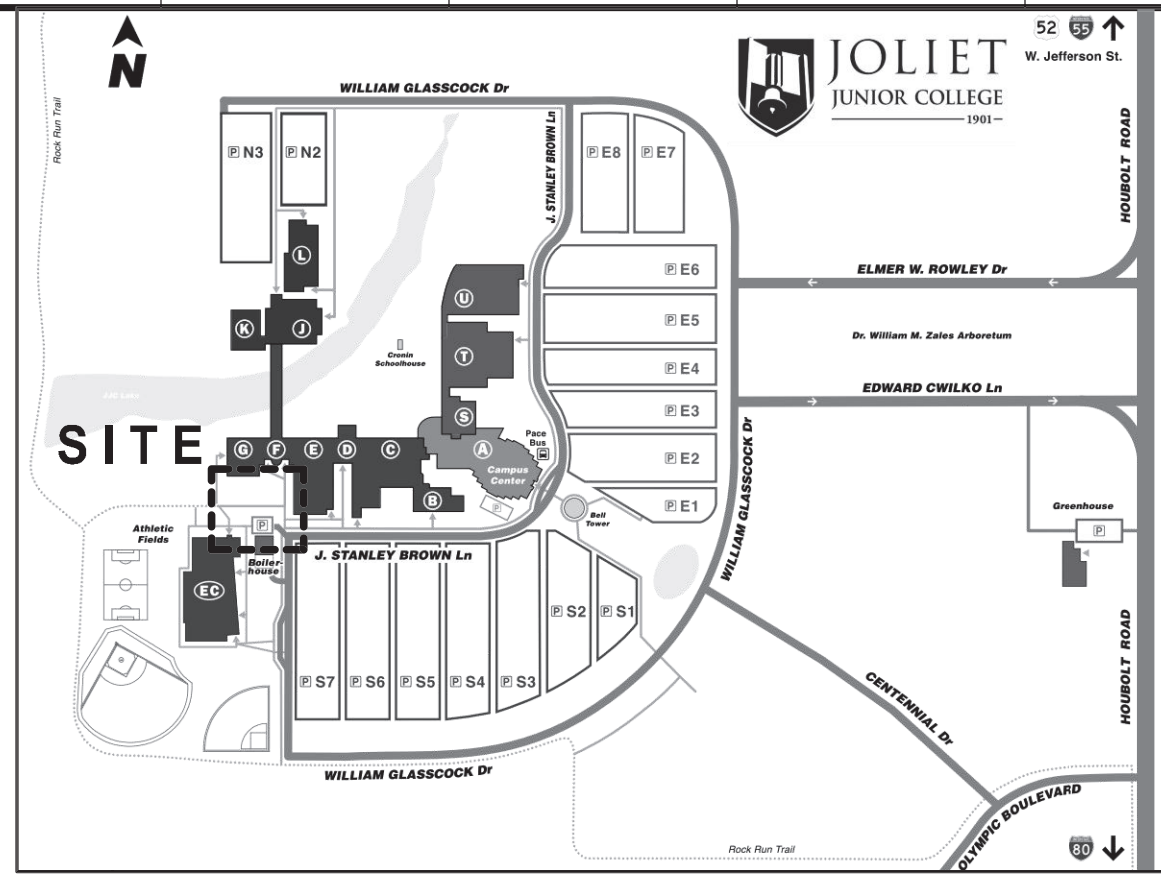 N
WILLIAM GLASSCOCK Dr
JOLIET
JUNIOR COLLEGE
1901
52 55
W. Jefferson St.
HOUBOLT ROAD
Rock Run Trail
J. STANLEY BROWN Ln
P N3
P N2
P E8
P E7
L
P E6
ELMER W. ROWLEY Dr
U
K
J
P E5
Dr. William M. Zales Arboretum
Cronin
Schoolhouse
T
P E4
EDWARD CWILKO Ln
JJC Lake
S
P E3
SITE
G
F
E
D
C
A
Campus
Center
Pace
Bus
P E2
B
P
P E1
Bell
Tower
WILLIAM GLASSCOCK Dr
Greenhouse
P
Athletic
Fields
P
J. STANLEY BROWN Ln
Boiler-
house
EC
P S7
P S6
P S5
P S4
P S3
P S2
P S1
HOUBOLT ROAD
CENTENNIAL Dr
WILLIAM GLASSCOCK Dr
OLYMPIC BOULEVARD
Rock Run Trail
80